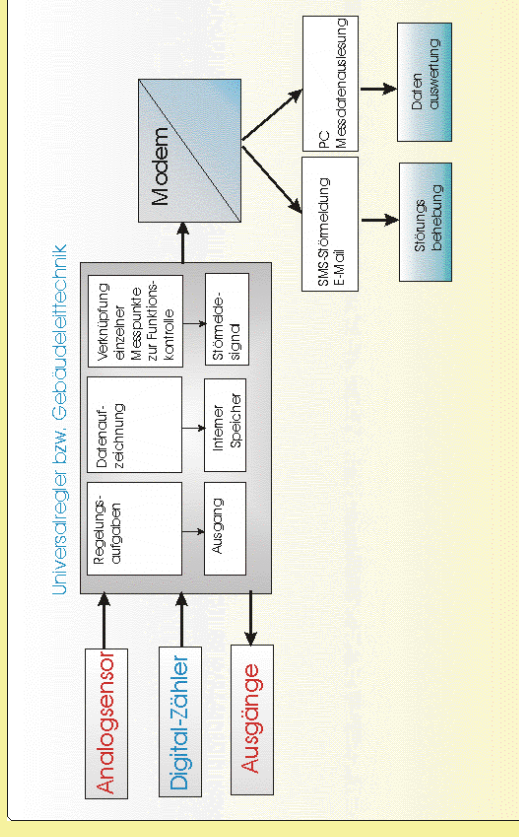 Universalregler bzw. Gebäudeleittechnik
Analogsensor
Digital-Zähler
Ausgänge
Regelungs-
aufgaben
Ausgang
Datenauf-
zeichnung
Interner
Speicher
Verknüpfung
einzelner
Messpunkte
zur Funktions-
kontrolle
Störmelde-
signal
Modem
SMS-Störmeldung
E-Mail
Störungs
behebung
PC
Messdatenauslesung
Daten
auswertung